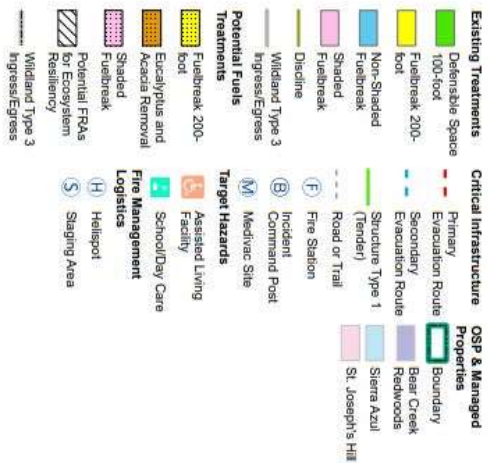 Existing Treatments
Defensible Space
100-foot
Fuelbreak 200-
foot
Non-Shaded
Fuelbreak
Shaded
Fuelbreak
Discline
Wildland Type 3
Ingress/Egress
Potential Fuels
Treatments
Fuelbreak 200-
foot
Eucalyptus and
Acacia Removal
Shaded
Fuelbreak
Potential FRAs
for Ecosystem
Resiliency
Wildland Type 3
Ingress/Egress
Critical Infrastructure
Primary
Evacuation Route
Secondary
Evacuation Route
Structure Type 1
(Tender)
Road or Trail
F Fire Station
B Incident
Command Post
M Medivac Site
Target Hazards
Assisted Living
Facility
School/Day Care
Fire Management
Logistics
H Helispot
S Staging Area
OSP & Managed
Properties
Boundary
Bear Creek
Redwoods
Sierra Azul
St. Joseph's Hill